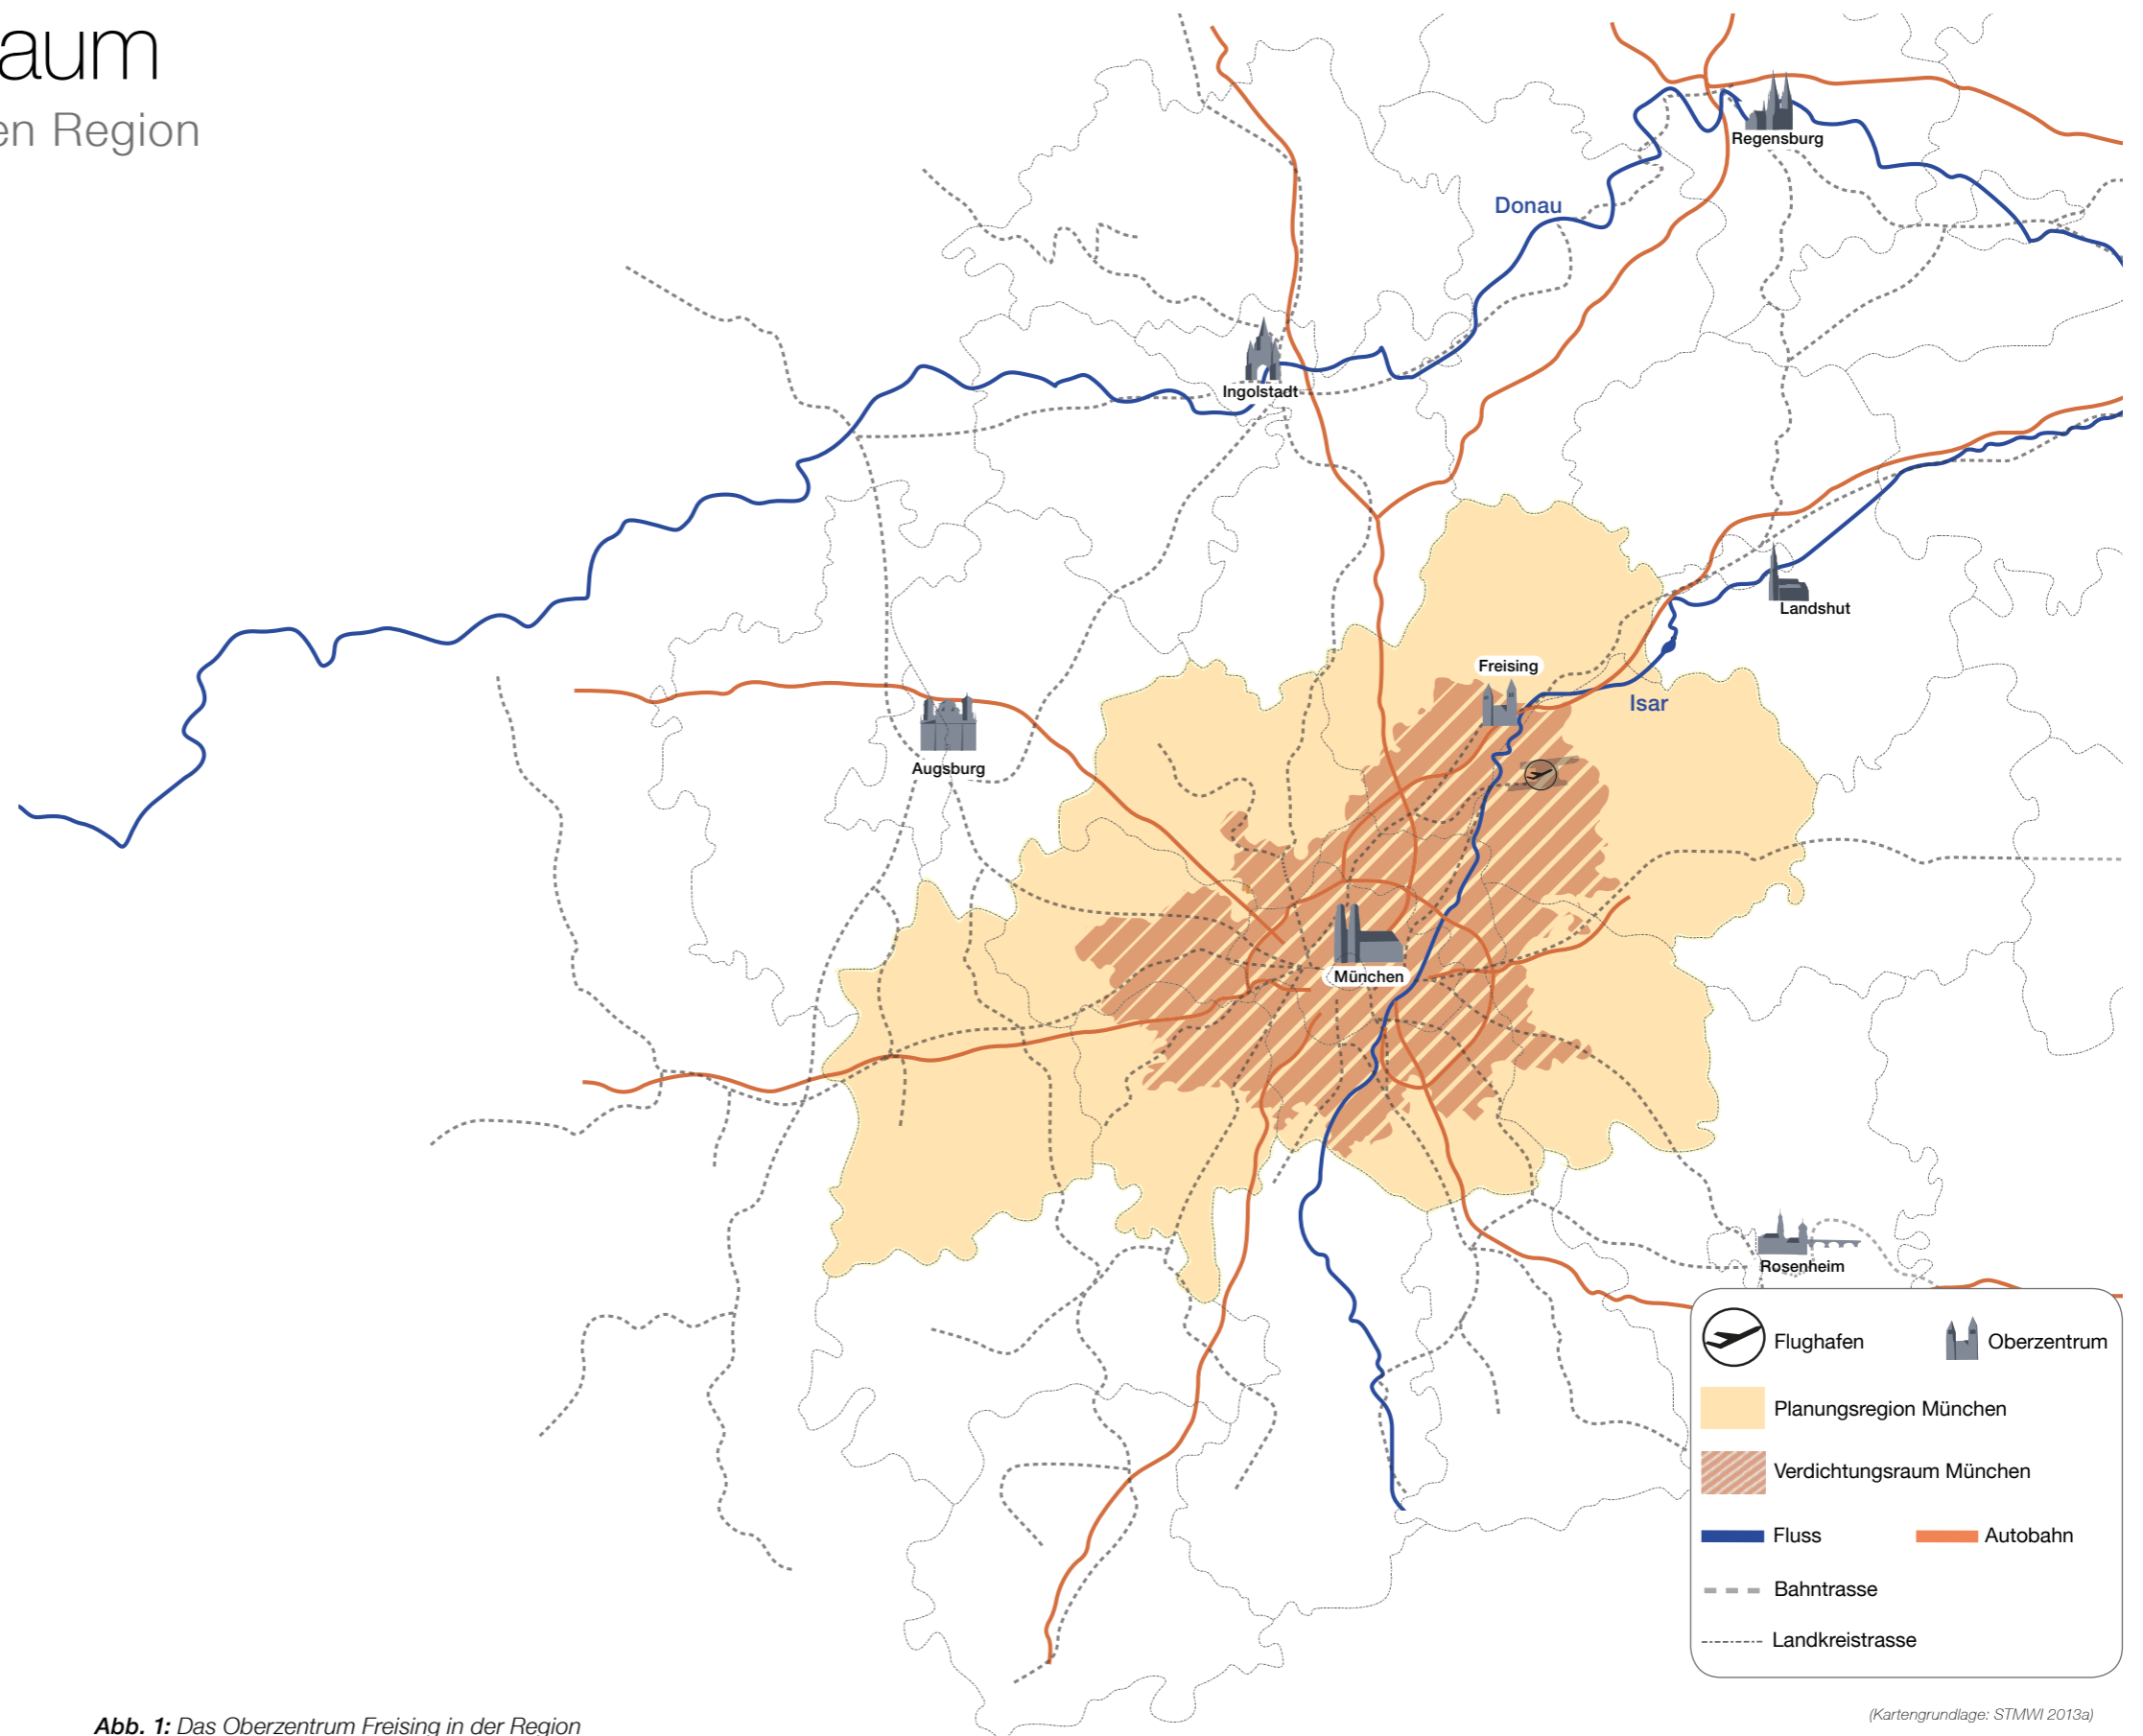 aum
en Region
Regensburg
Donau
Ingolstadt
Landshut
Freising
Isar
Augsburg
München
Rosenheim
Flughafen
Oberzentrum
Planungsregion München
Verdichtungsraum München
Fluss
Autobahn
Bahntrasse
Landkreistrasse
Abb. 1: Das Oberzentrum Freising in der Region
(Kartengrundlage: STMWI 2013a)